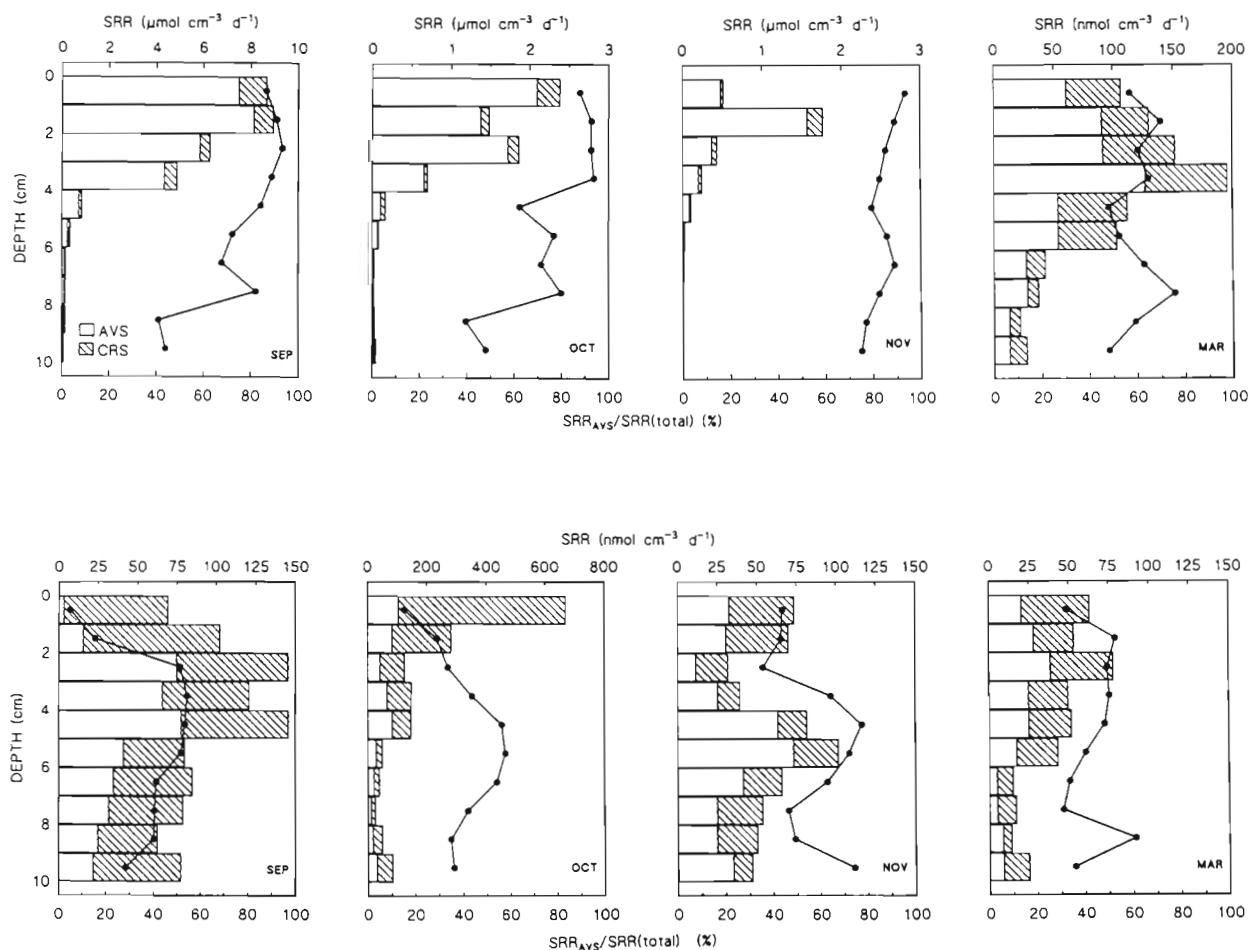 SRR (μmol cm⁻³ d⁻¹)
SRR (μmol cm⁻³ d⁻¹)
SRR (μmol cm⁻³ d⁻¹)
SRR (nmol cm⁻³ d⁻¹)
0 2 4 6 8 10
0 1 2 3
0 1 2 3
0 50 100 150 200
DEPTH (cm)
0
2
4
6
8
10
AVS
CRS
SEP
OCT
NOV
MAR
0 20 40 60 80 100
0 20 40 60 80 100
0 20 40 60 80 100
0 20 40 60 80 100
SRR_AVS/SRR(total) (%)
SRR (nmol cm⁻³ d⁻¹)
0 25 50 75 100 125 150
0 200 400 600 800
0 25 50 75 100 125 150
0 25 50 75 100 150
DEPTH (cm)
0
2
4
6
8
10
SEP
OCT
NOV
MAR
0 20 40 60 80 100
0 20 40 60 80 100
0 20 40 60 80 100
0 20 40 60 80 100
SRR_AVS/SRR(total) (%)